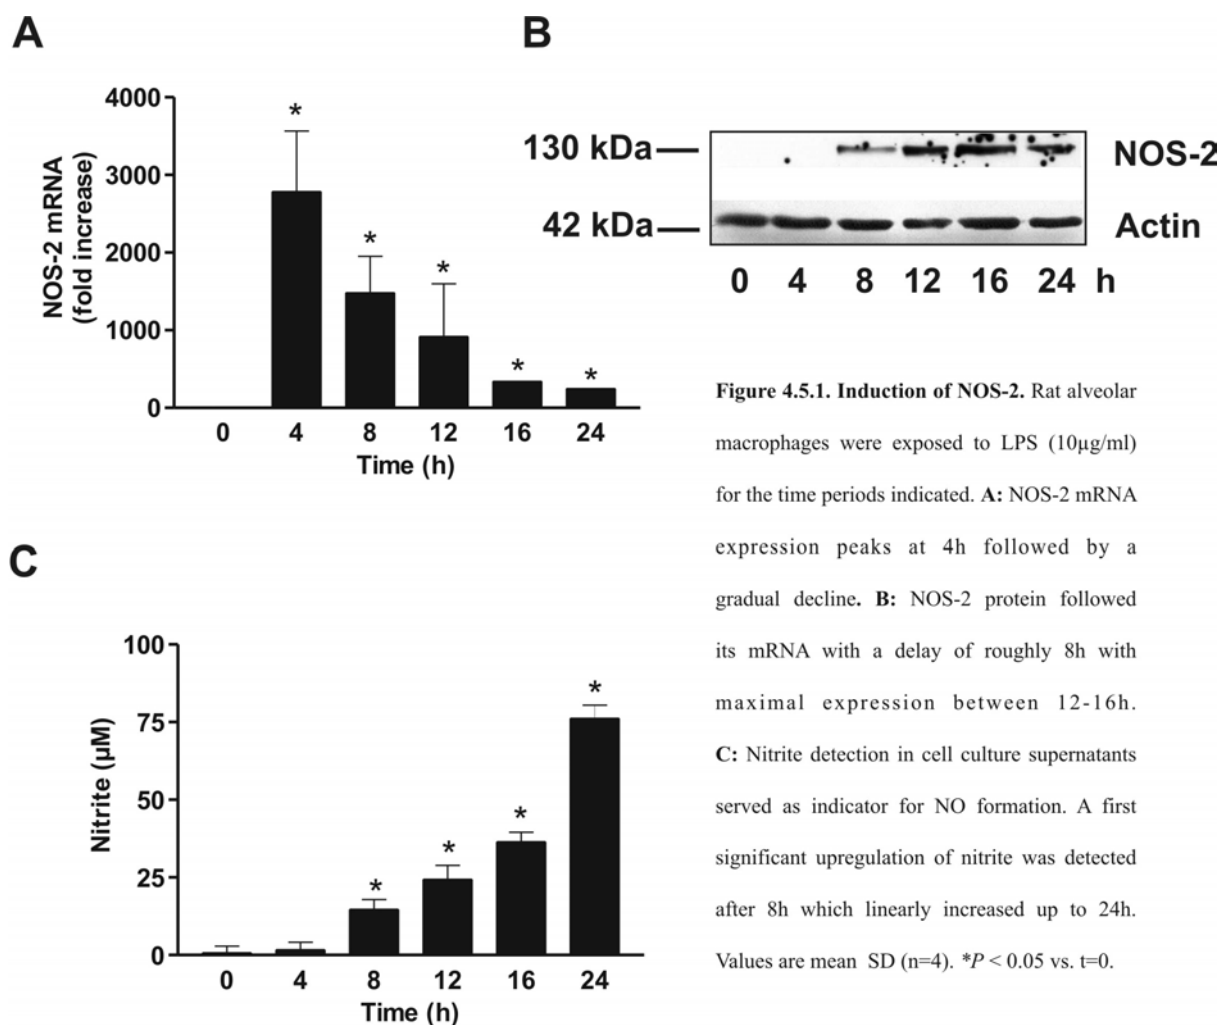 A
NOS-2 mRNA
(fold increase)
4000
3000
2000
1000
0
*
*
*
*
*
0 4 8 12 16 24
Time (h)
B
130 kDa
NOS-2
42 kDa
Actin
0 4 8 12 16 24 h
C
Nitrite (µM)
100
75
50
25
0
*
*
*
*
0 4 8 12 16 24
Time (h)
Figure 4.5.1. Induction of NOS-2. Rat alveolar
macrophages were exposed to LPS (10µg/ml)
for the time periods indicated. A: NOS-2 mRNA
expression peaks at 4h followed by a
gradual decline. B: NOS-2 protein followed
its mRNA with a delay of roughly 8h with
maximal expression between 12-16h.
C: Nitrite detection in cell culture supernatants
served as indicator for NO formation. A first
significant upregulation of nitrite was detected
after 8h which linearly increased up to 24h.
Values are mean SD (n=4). *P < 0.05 vs. t=0.